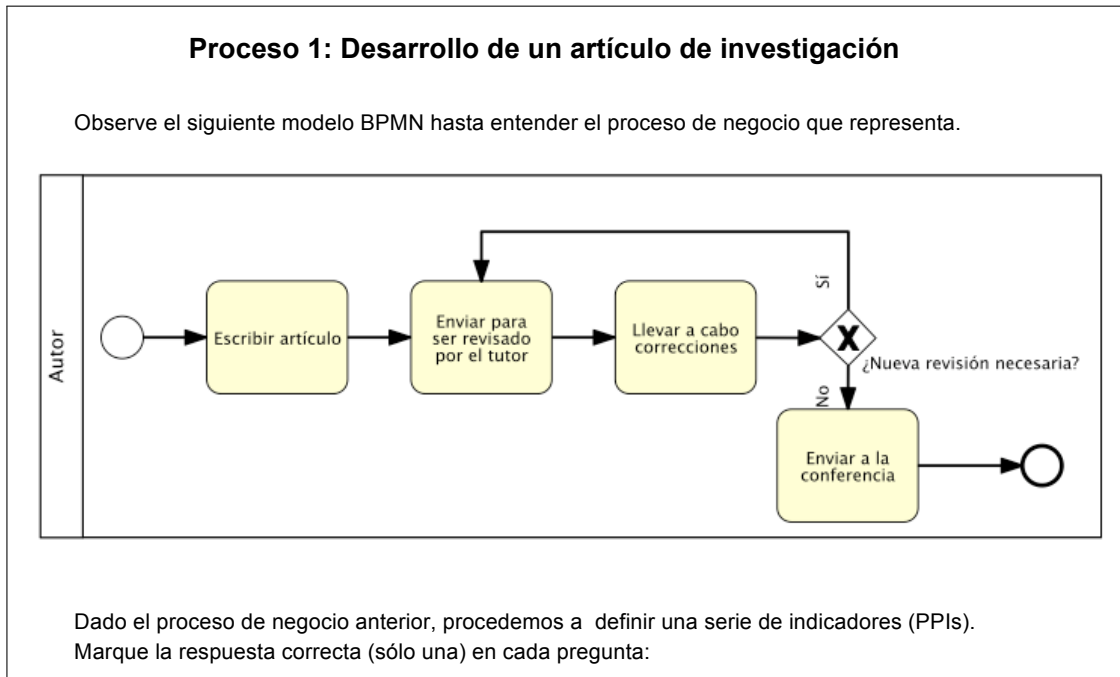 Proceso 1: Desarrollo de un artículo de investigación
Observe el siguiente modelo BPMN hasta entender el proceso de negocio que representa.
Autor
Escribir artículo
Enviar para
ser revisado
por el tutor
Llevar a cabo
correcciones
Sí
¿Nueva revisión necesaria?
No
Enviar a la
conferencia
Dado el proceso de negocio anterior, procedemos a  definir una serie de indicadores (PPIs).
Marque la respuesta correcta (sólo una) en cada pregunta: